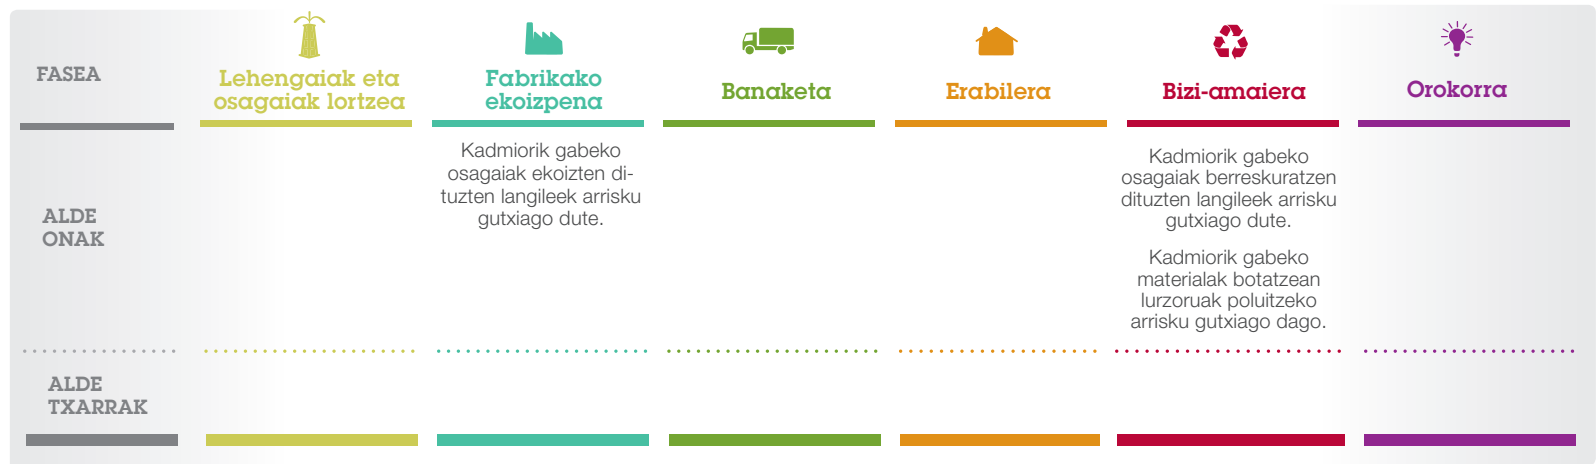 FASEA
Lehengaiak eta
osagaiak lortzea
Fabrikako
ekoizpena
Banaketa
Erabilera
Bizi-amaiera
Orokorra
ALDE
ONAK
Kadmiorik gabeko
osagaiak ekoizten di-
tuzten langileek arrisku
gutxiago dute.
Kadmiorik gabeko
osagaiak berreskuratzen
dituzten langileek arrisku
gutxiago dute.
Kadmiorik gabeko
materialak botatzean
lurzoruak poluitzeko
arrisku gutxiago dago.
ALDE
TXARRAK